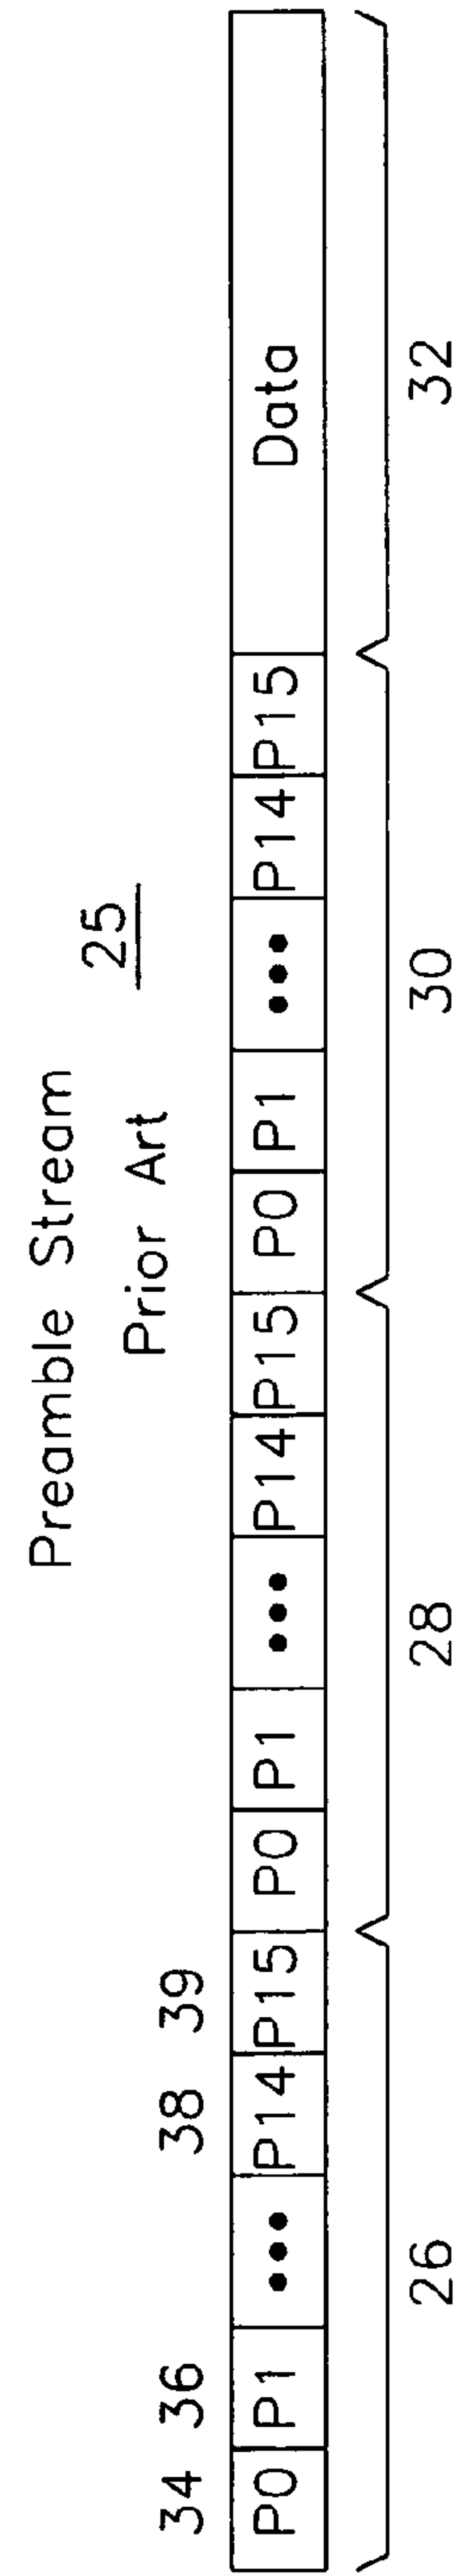 Preamble Stream
Prior Art 25
34 36 38 39
P0 P1 ••• P14 P15 P0 P1 ••• P14 P15 P0 P1 ••• P14 P15 Data
26 28 30 32